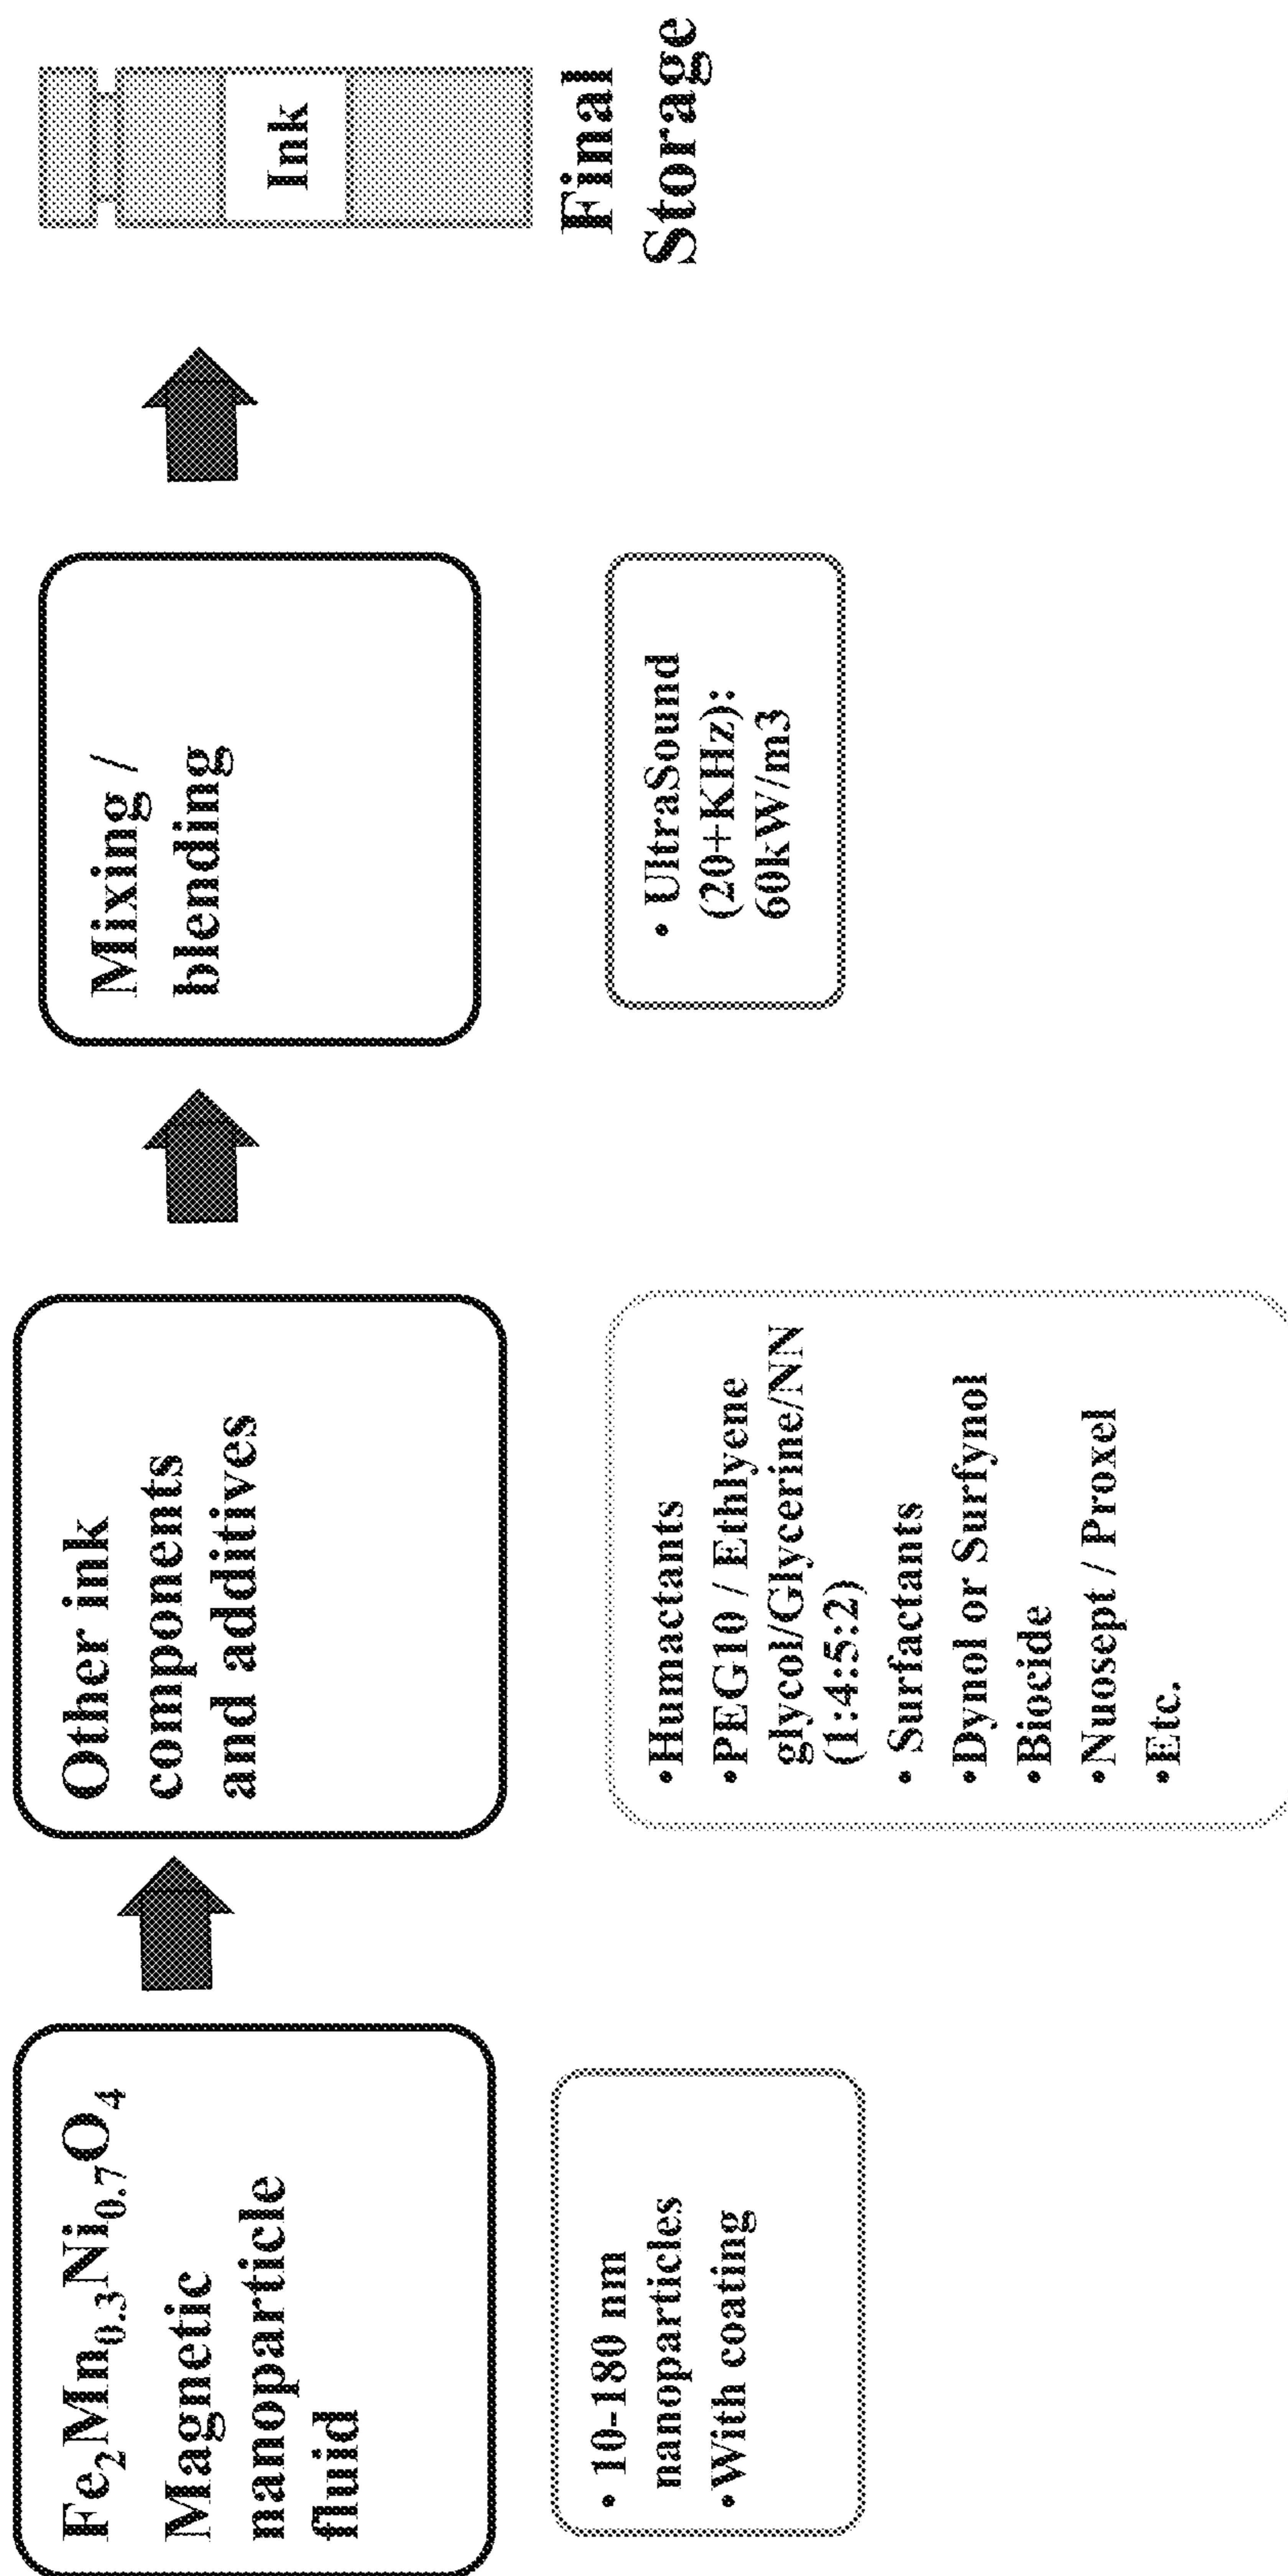 Fe₂Mn₀.₃Ni₀.₇O₄
Magnetic
nanoparticle
fluid
• 10-180 nm
nanoparticles
•With coating
Other ink
components
and additives
•Humactants
•PEG10 / Ethlyene
glycol/Glycerine/NN
(1:4:5:2)
• Surfactants
•Dynol or Surfynol
•Biocide
•Nuosept / Proxel
•Etc.
Mixing /
blending
• UltraSound
(20+KHz):
60kW/m3
Ink
Final
Storage